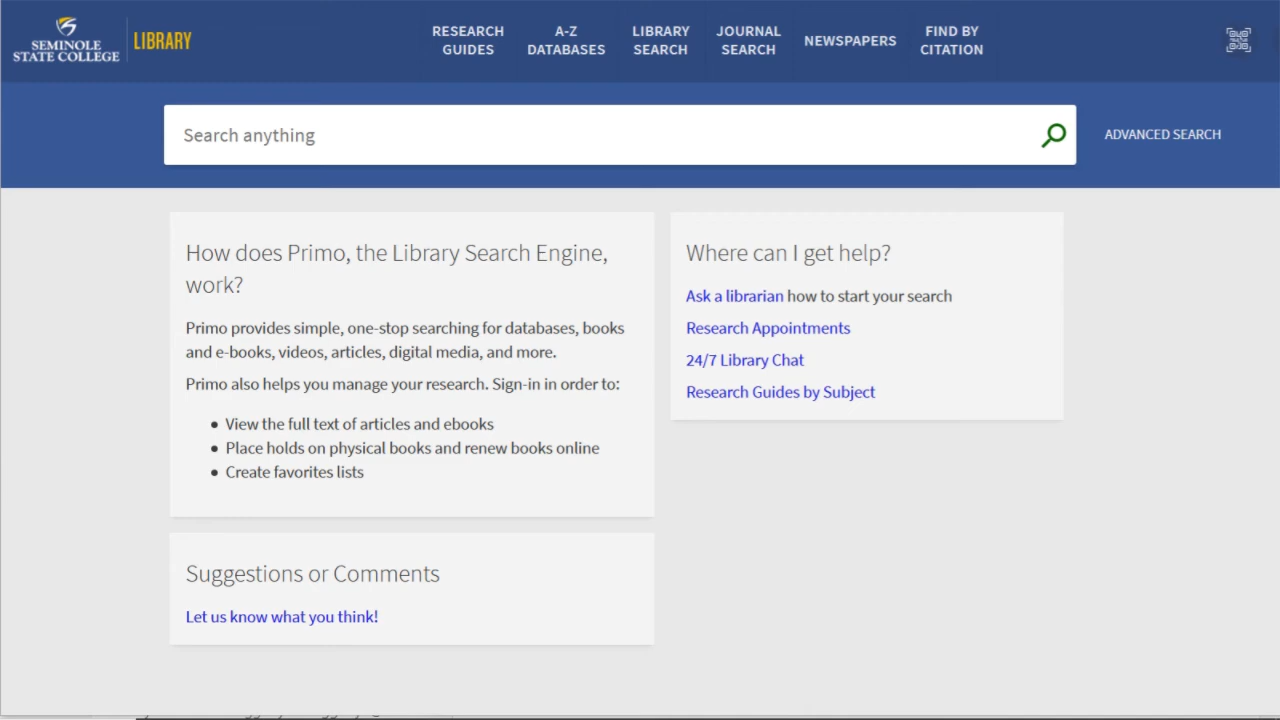 SEMINOLE
STATE COLLEGE
LIBRARY
RESEARCH
GUIDES
A-Z
DATABASES
LIBRARY
SEARCH
JOURNAL
SEARCH
NEWSPAPERS
FIND BY
CITATION
Search anything
ADVANCED SEARCH
How does Primo, the Library Search Engine,
work?
Primo provides simple, one-stop searching for databases, books
and e-books, videos, articles, digital media, and more.
Primo also helps you manage your research. Sign-in in order to:
• View the full text of articles and ebooks
• Place holds on physical books and renew books online
• Create favorites lists
Where can I get help?
Ask a librarian how to start your search
Research Appointments
24/7 Library Chat
Research Guides by Subject
Suggestions or Comments
Let us know what you think!